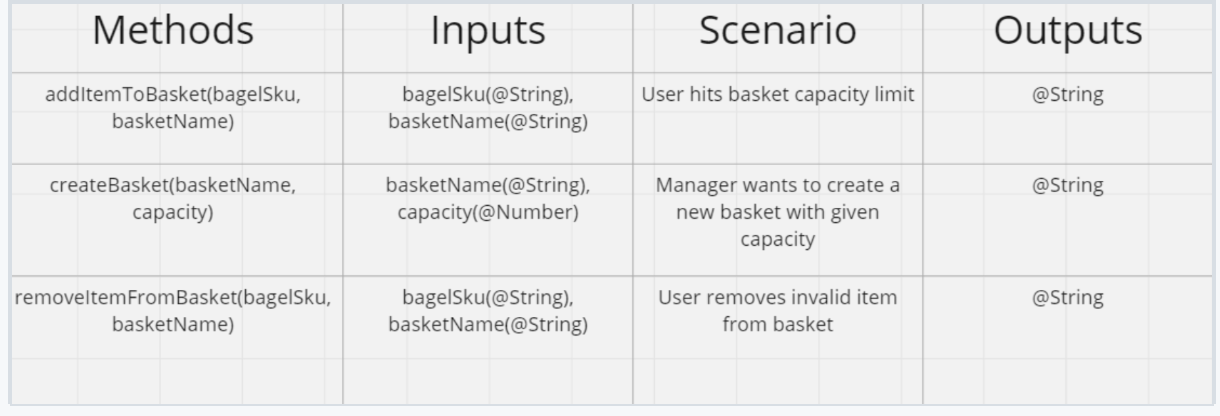 Methods
Inputs
Scenario
Outputs
addItemToBasket(bagelSku,
basketName)
bagelSku(@String),
basketName(@String)
User hits basket capacity limit
@String
createBasket(basketName,
capacity)
basketName(@String),
capacity(@Number)
Manager wants to create a
new basket with given
capacity
@String
removeItemFromBasket(bagelSku,
basketName)
bagelSku(@String),
basketName(@String)
User removes invalid item
from basket
@String